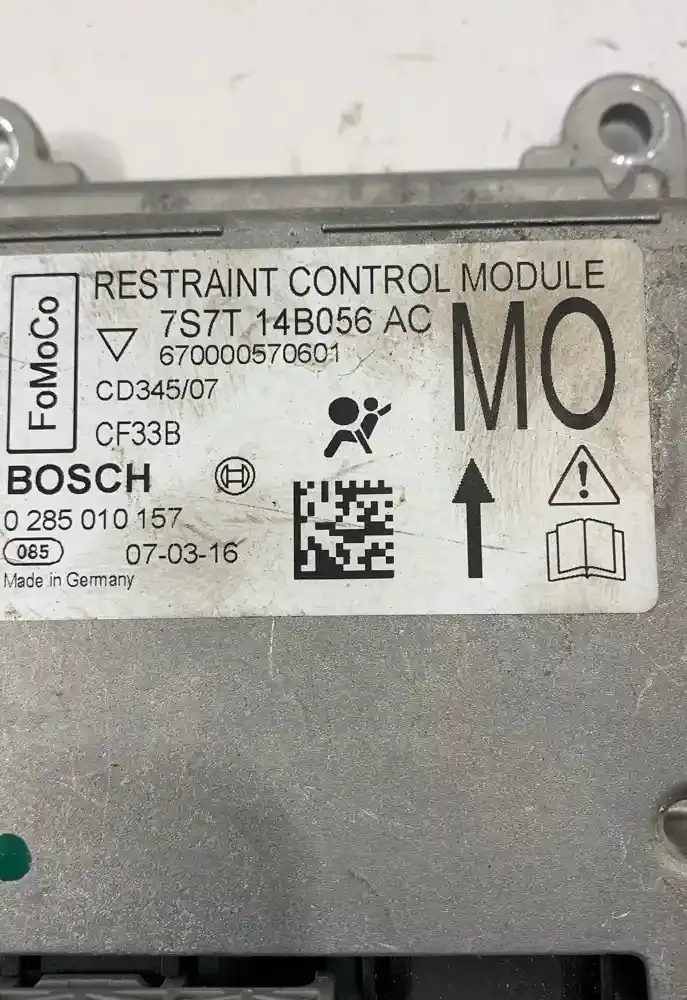 FoMoCo
RESTRAINT CONTROL MODULE
7S7T 14B056 AC
670000570601
MO
CD345/07
CF33B
BOSCH
0 285 010 157
085
07-03-16
Made in Germany